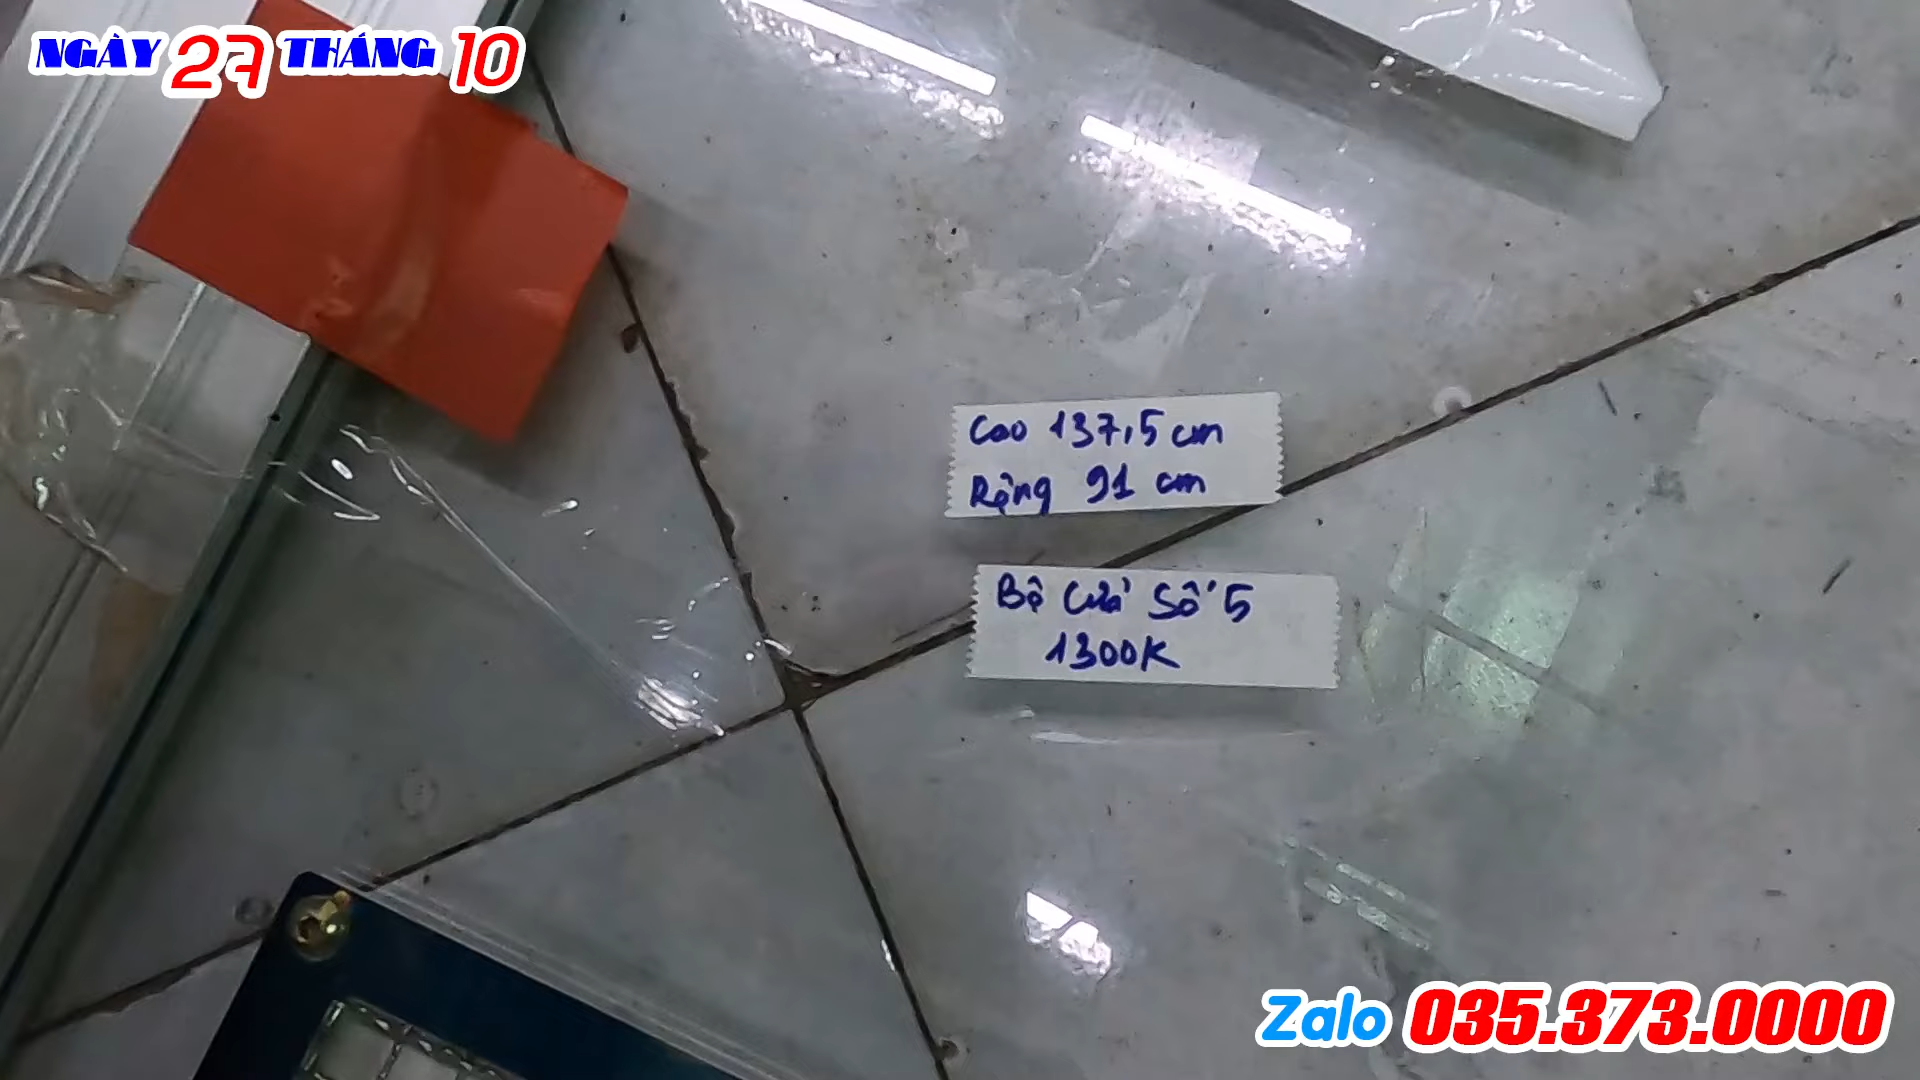 NGÀY 27 THÁNG 10
Cao 137,5 cm
Rộng 91 cm
Bộ Cửa Số 5
1300K
Zalo 035.373.0000